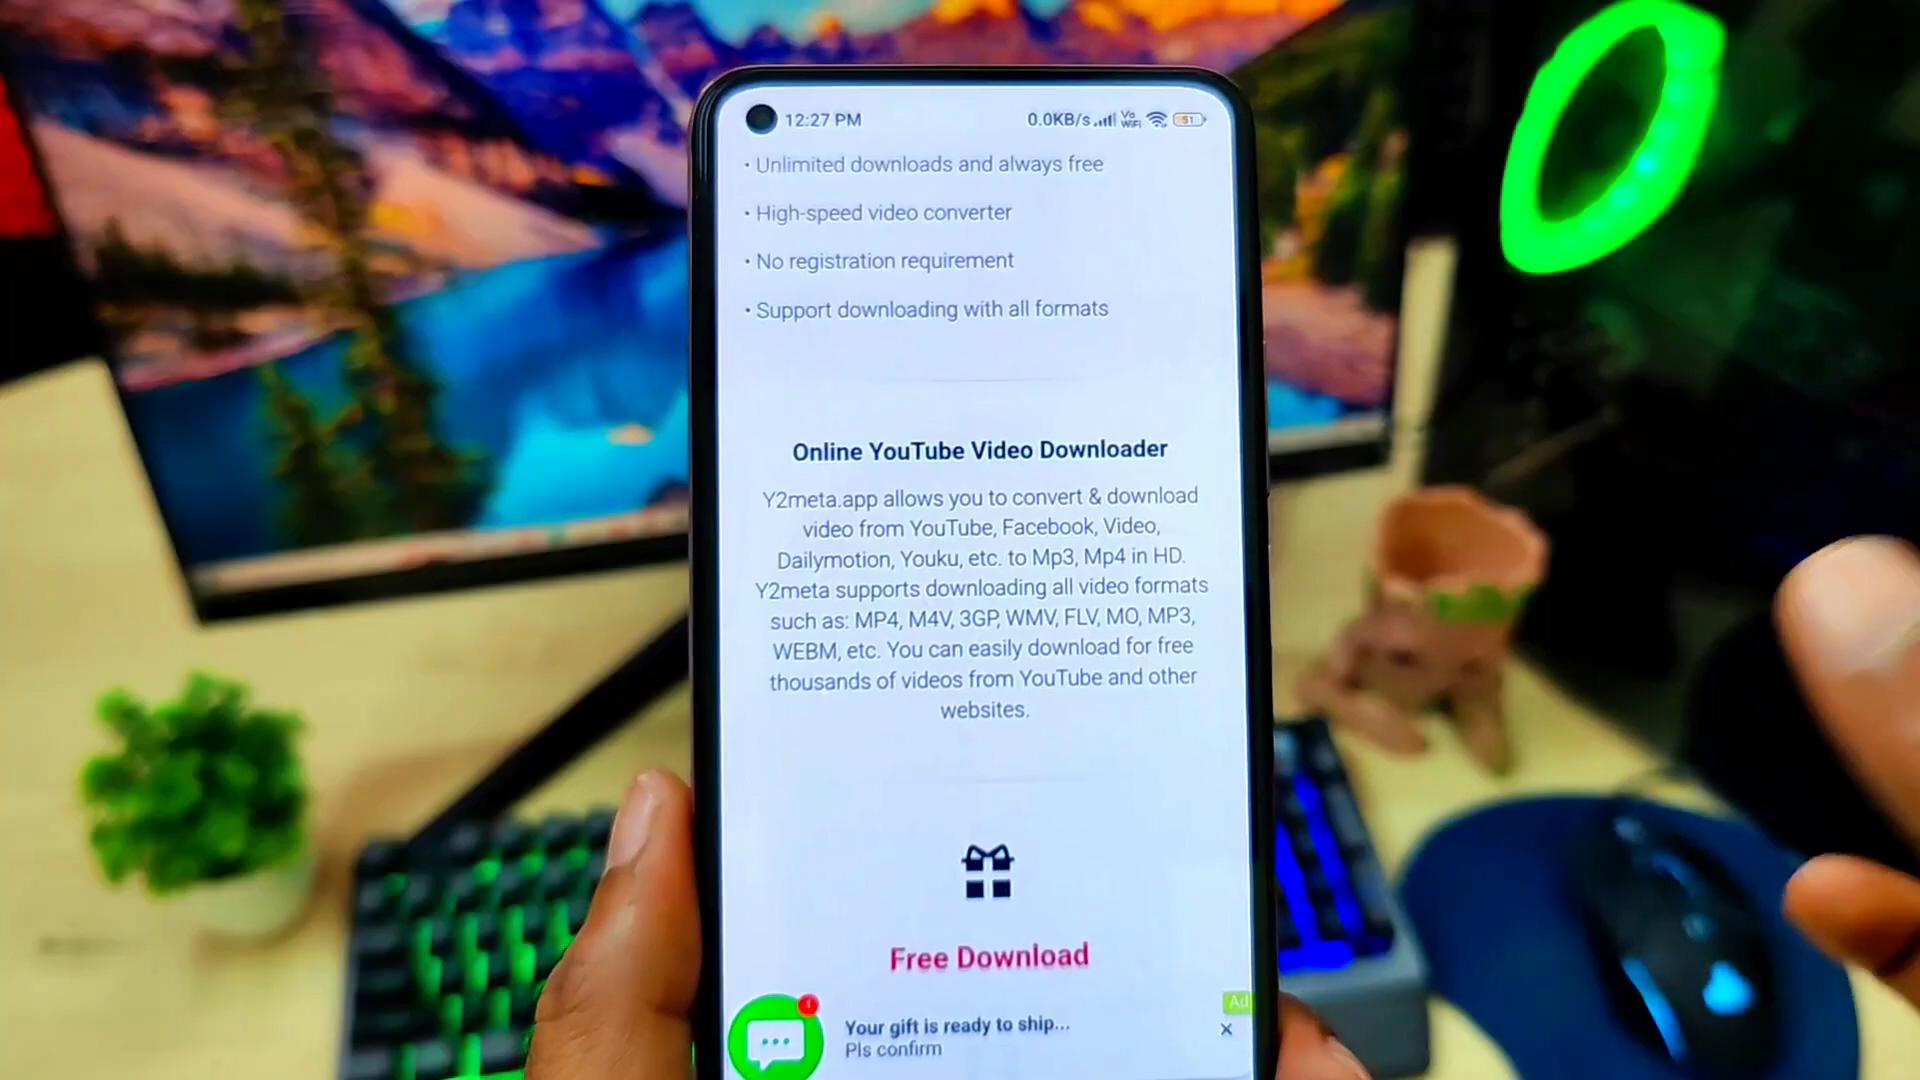 12:27 PM 0.0KB/s Vo WiFi 51
• Unlimited downloads and always free
• High-speed video converter
• No registration requirement
• Support downloading with all formats
Online YouTube Video Downloader
Y2meta.app allows you to convert & download
video from YouTube, Facebook, Video,
Dailymotion, Youku, etc. to Mp3, Mp4 in HD.
Y2meta supports downloading all video formats
such as: MP4, M4V, 3GP, WMV, FLV, MO, MP3,
WEBM, etc. You can easily download for free
thousands of videos from YouTube and other
websites.
Free Download
Ad
Your gift is ready to ship...
Pls confirm